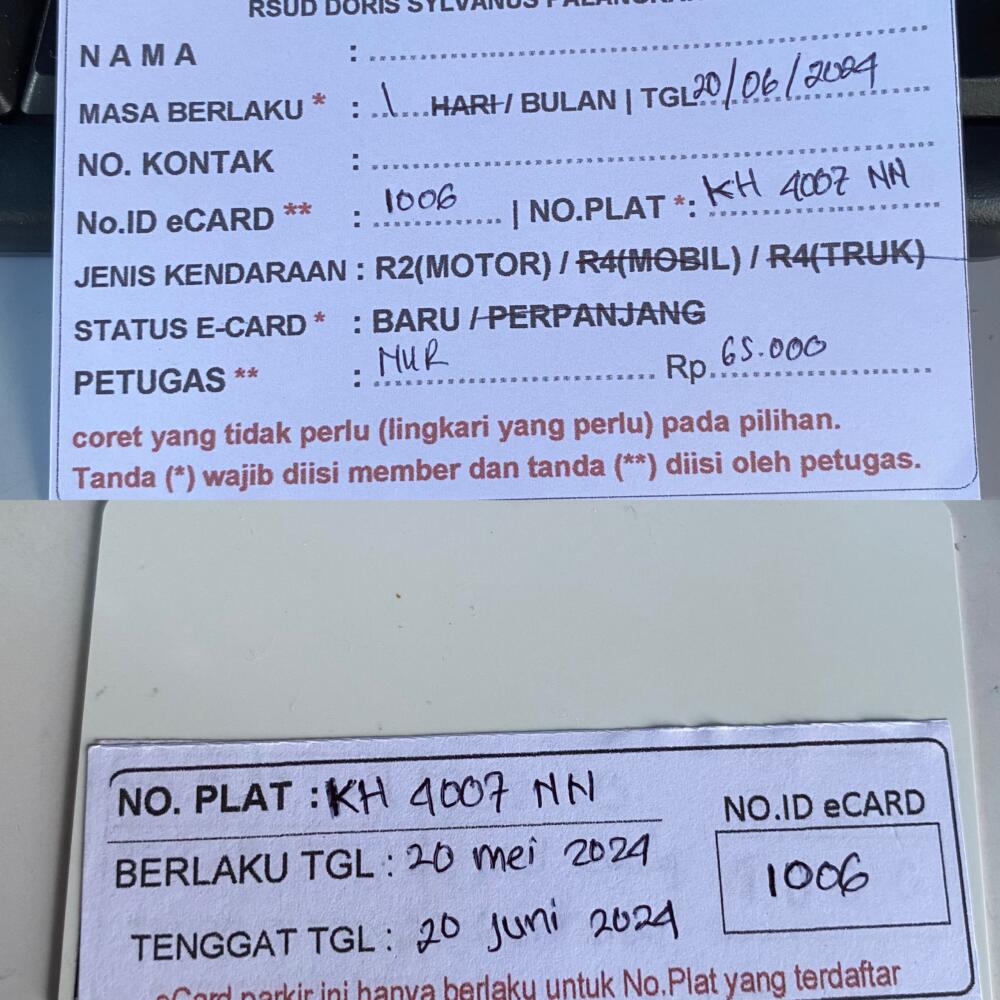 RSUD DORIS SYLVANUS
NAMA :
MASA BERLAKU * : 1 HARI / BULAN | TGL 20/06/2024
NO. KONTAK :
No.ID eCARD ** : 1006 | NO.PLAT *: KH 4007 NN
JENIS KENDARAAN : R2(MOTOR) / R4(MOBIL) / R4(TRUK)
STATUS E-CARD * : BARU / PERPANJANG
PETUGAS ** : NUR Rp. 65.000
coret yang tidak perlu (lingkari yang perlu) pada pilihan.
Tanda (*) wajib diisi member dan tanda (**) diisi oleh petugas.
NO. PLAT : KH 4007 NN
NO.ID eCARD
BERLAKU TGL : 20 mei 2024
1006
TENGGAT TGL : 20 juni 2024
eCard parkir ini hanya berlaku untuk No.Plat yang terdaftar